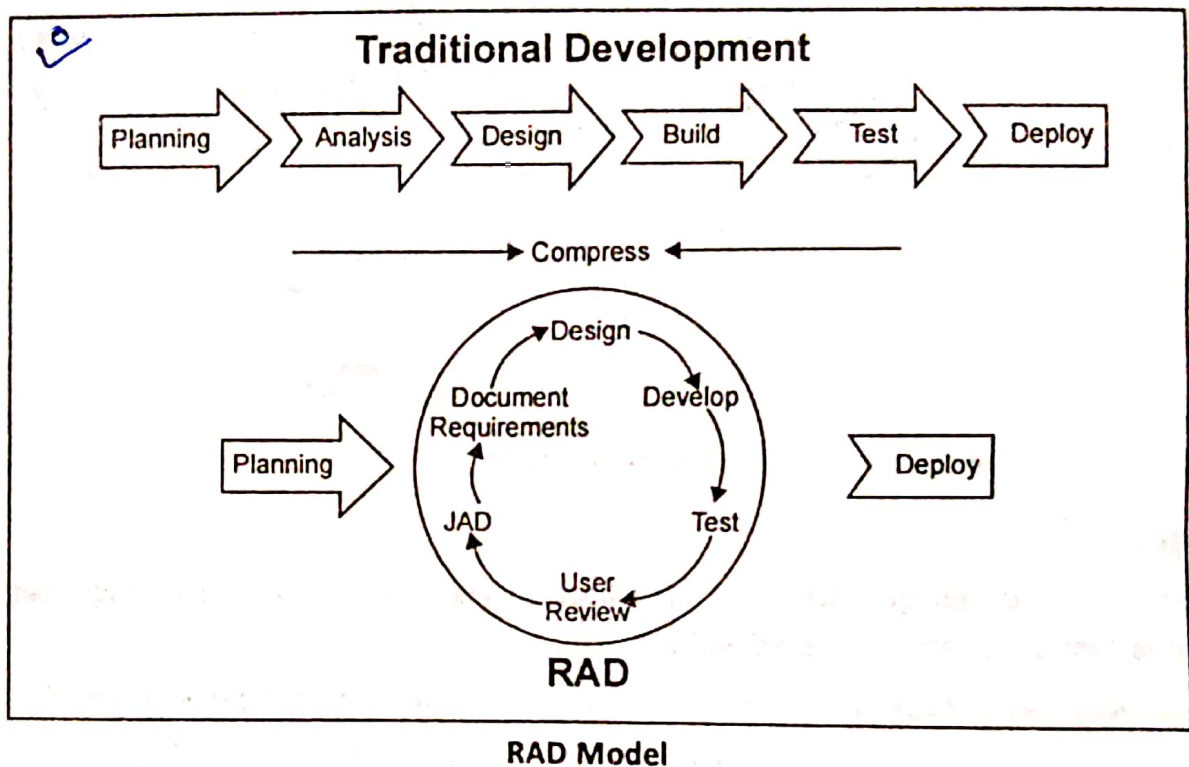 Traditional Development
Planning
Analysis
Design
Build
Test
Deploy
Compress
Design
Document
Requirements
Develop
Planning
Deploy
JAD
Test
User
Review
RAD
RAD Model